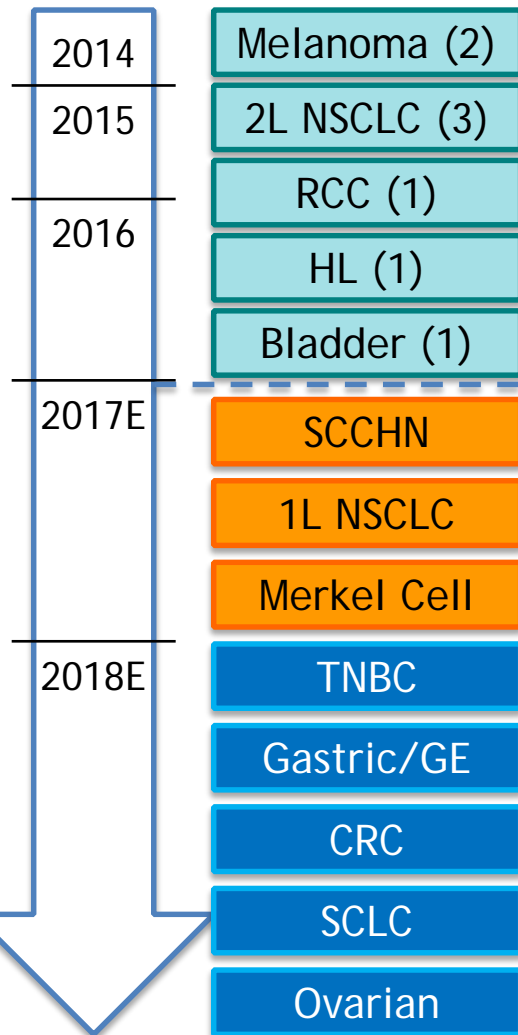 2014
Melanoma (2)
2015
2L NSCLC (3)
RCC (1)
2016
HL (1)
Bladder (1)
2017E
SCCHN
1L NSCLC
Merkel Cell
2018E
TNBC
Gastric/GE
CRC
SCLC
Ovarian